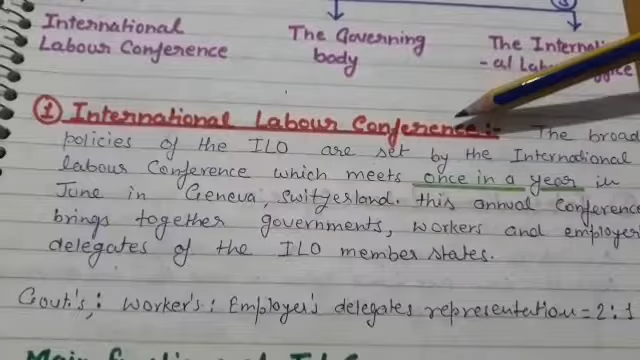 ③
International
Labour Conference
The Governing
body
The Internati
-al Lab
① International Labour Conference :- The broad
policies of the ILO are set by the International
labour Conference which meets once in a year in
June in Geneva, Switzerland. This annual Conference
brings together governments, workers and employer
delegates of the ILO member states.
Govt's, : Worker's : Employer's delegates representation = 2 : 1